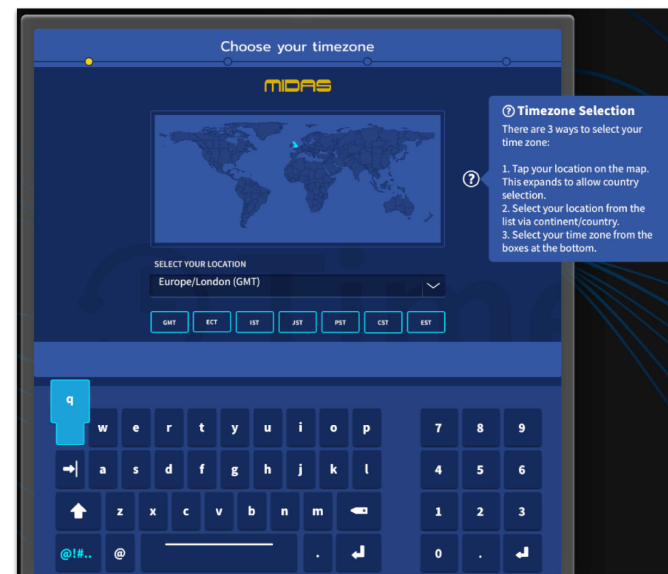 Choose your timezone
MIDAS
? Timezone Selection
There are 3 ways to select your
time zone:
1. Tap your location on the map.
This expands to allow country
selection.
2. Select your location from the
list via continent/country.
3. Select your time zone from the
boxes at the bottom.
?
SELECT YOUR LOCATION
Europe/London (GMT)
GMT ECT IST JST PST CST EST
Time
q
w e r t y u i o p 7 8 9
a s d f g h j k l 4 5 6
z x c v b n m 1 2 3
@!#.. @ . 0 .